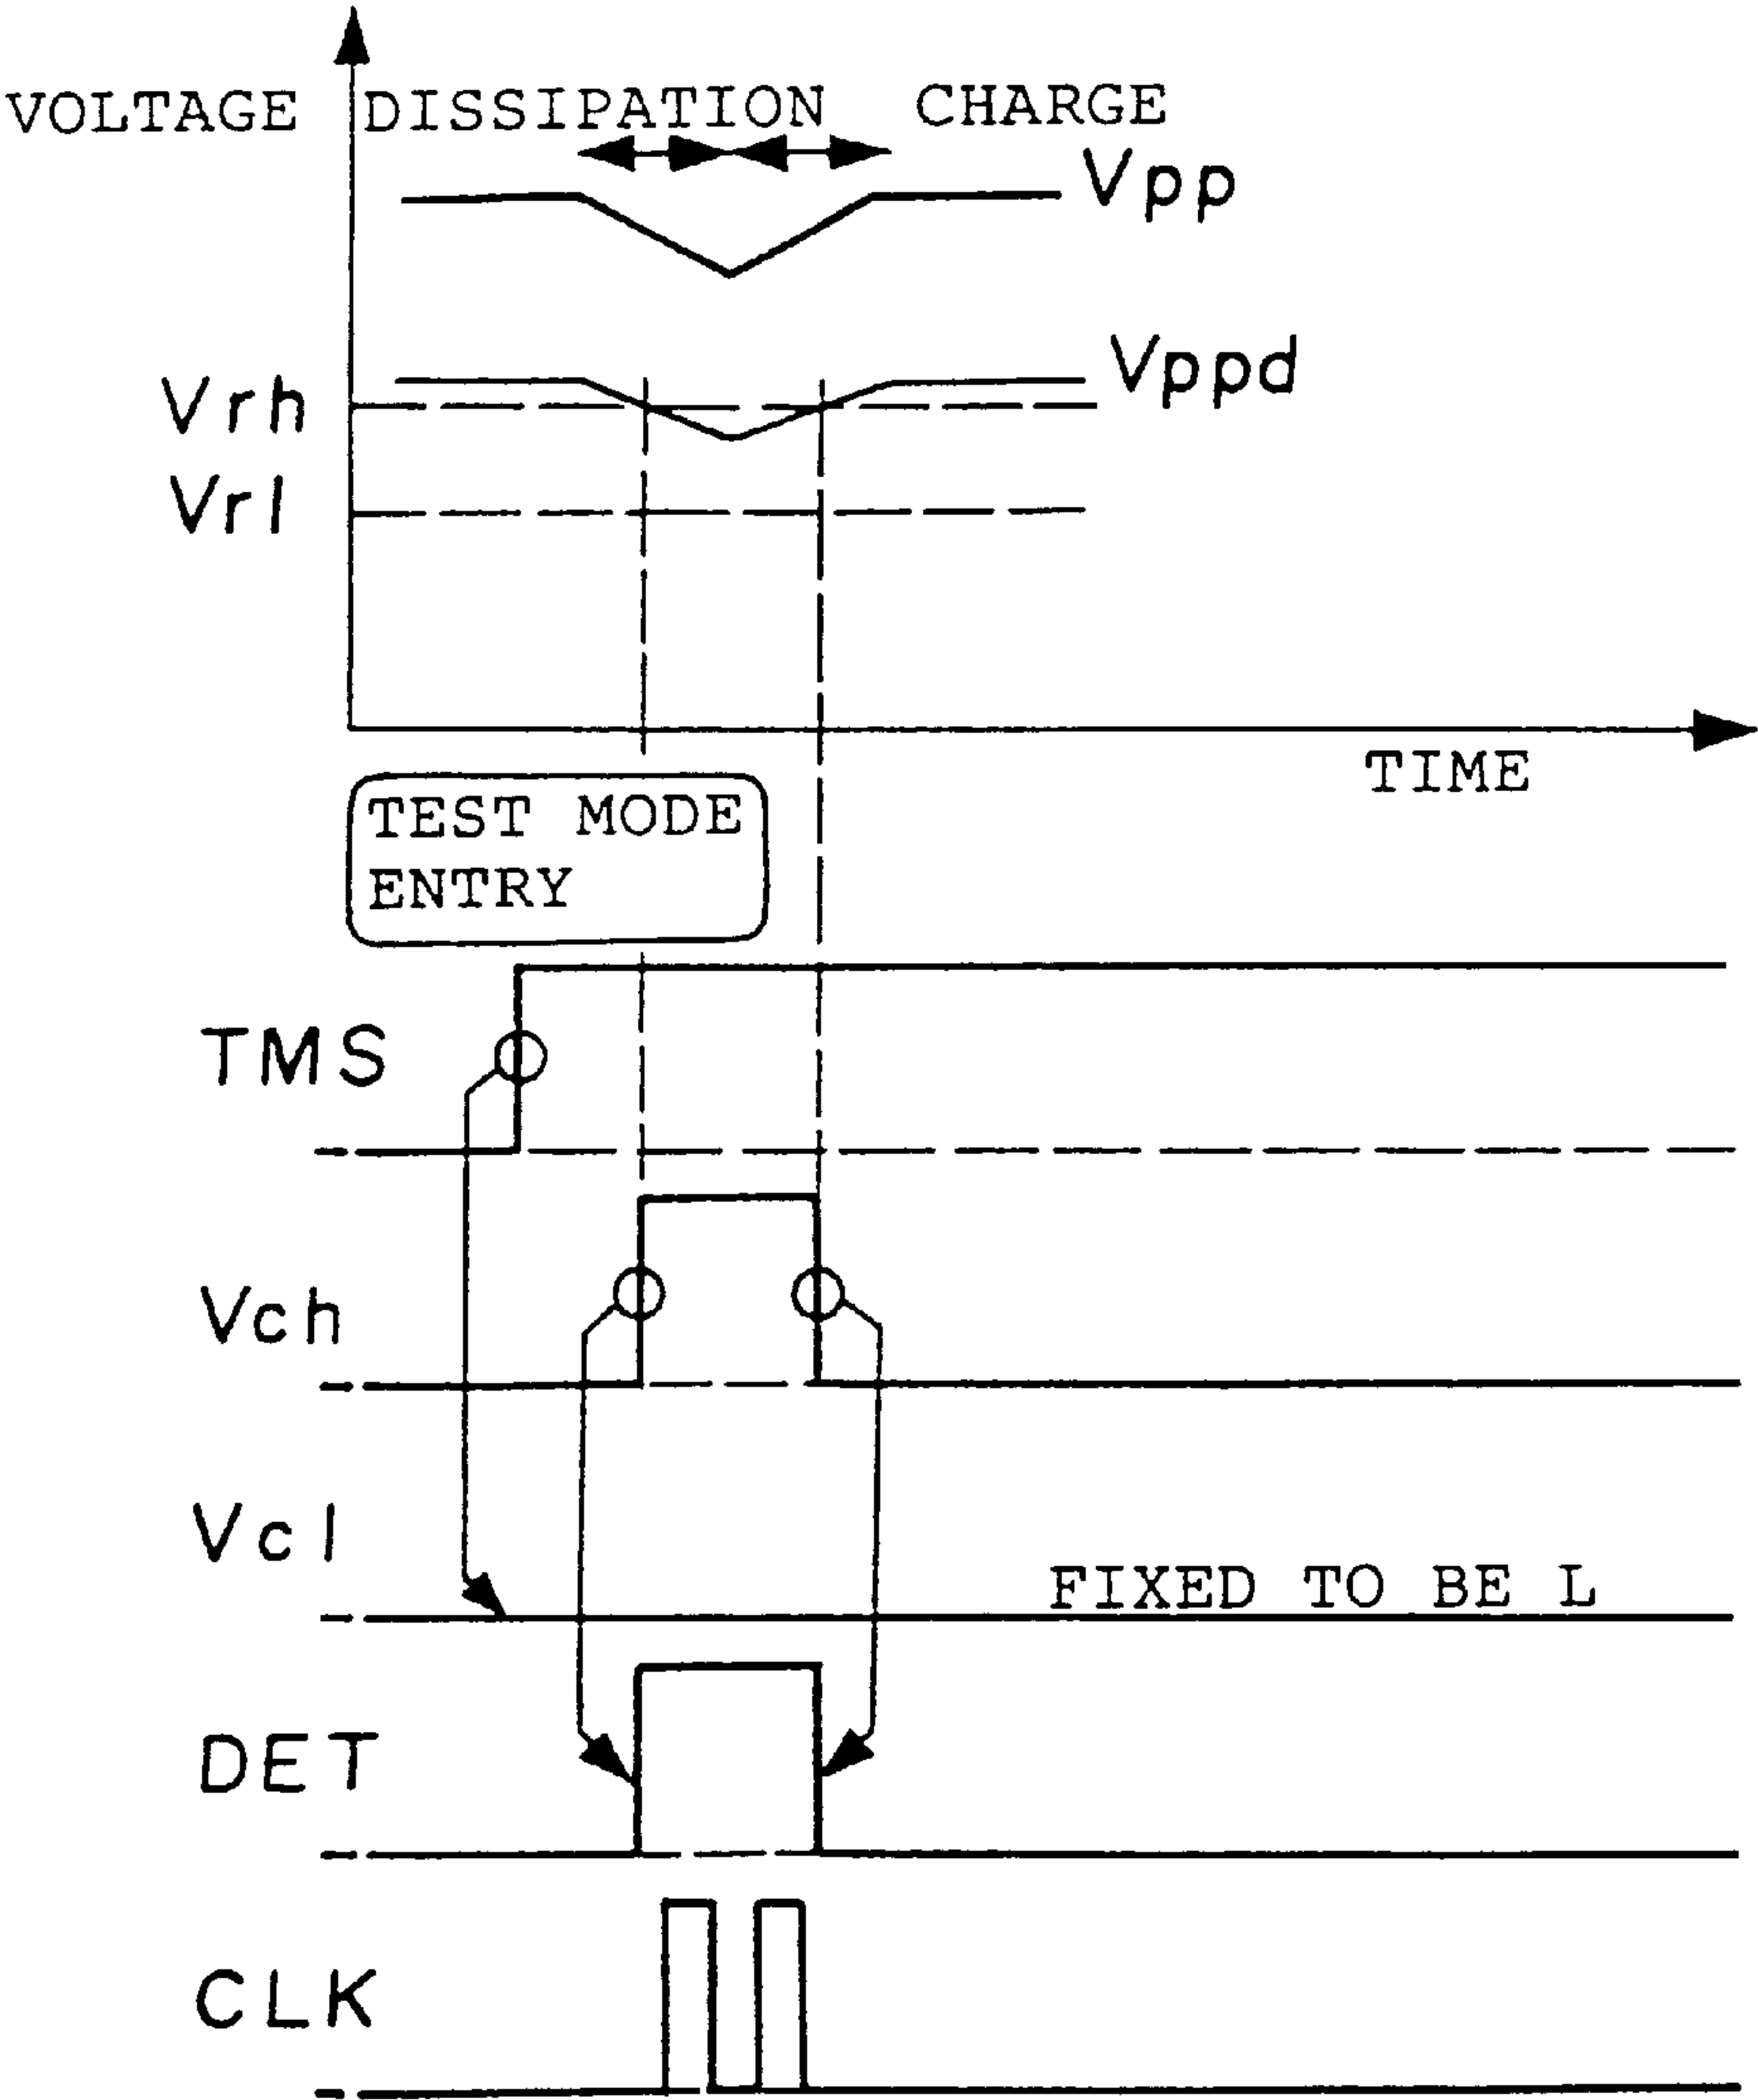 VOLTAGE DISSIPATION CHARGE
Vpp
Vppd
Vrh
Vrl
TIME
TEST MODE
ENTRY
TMS
Vch
Vcl
FIXED TO BE L
DET
CLK